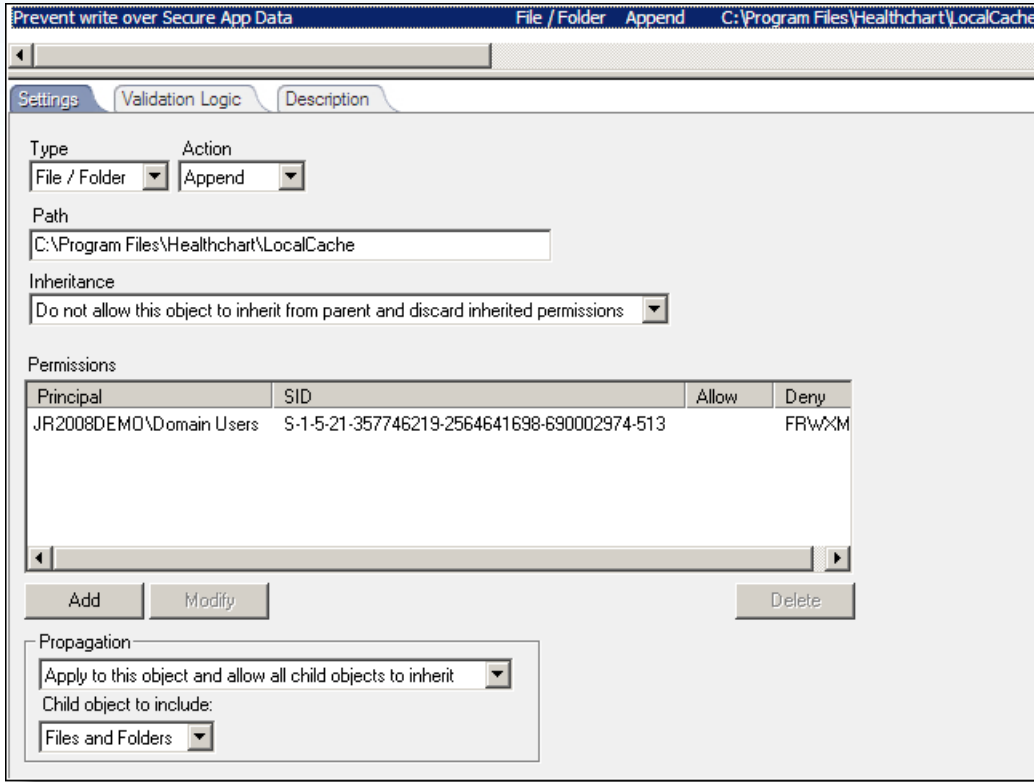 Prevent write over Secure App Data File / Folder Append C:\Program Files\Healthchart\LocalCache
Settings Validation Logic Description
Type Action
File / Folder Append
Path
C:\Program Files\Healthchart\LocalCache
Inheritance
Do not allow this object to inherit from parent and discard inherited permissions
Permissions
Principal SID Allow Deny
JR2008DEMO\Domain Users S-1-5-21-357746219-2564641698-690002974-513 FRWXM
Add Modify Delete
Propagation
Apply to this object and allow all child objects to inherit
Child object to include:
Files and Folders